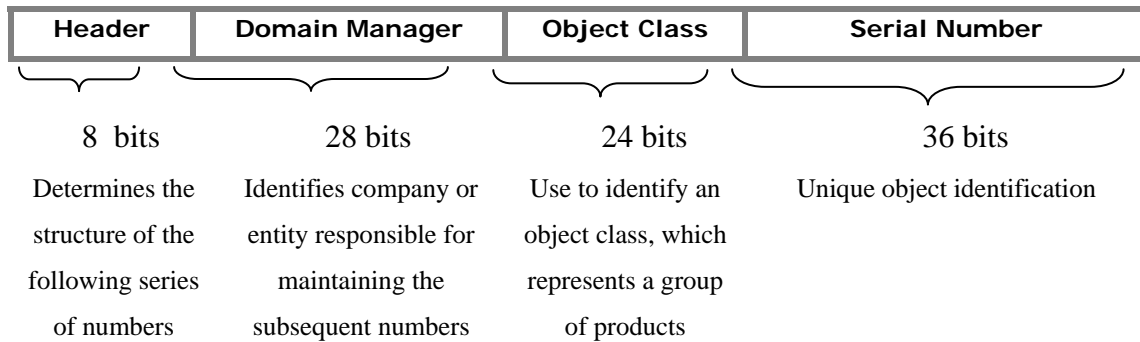 Header Domain Manager Object Class Serial Number
8 bits 28 bits 24 bits 36 bits
Determines the
structure of the
following series
of numbers
Identifies company or
entity responsible for
maintaining the
subsequent numbers
Use to identify an
object class, which
represents a group
of products
Unique object identification